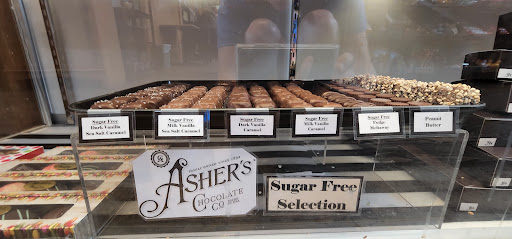 Sugar Free
Dark Vanilla
Sea Salt Caramel
Sugar Free
Milk Vanilla
Sea Salt Caramel
Sugar Free
Dark Vanilla
Caramel
Sugar Free
Milk Vanilla
Caramel
Sugar Free
Fudge
Meltaway
Peanut
Butter
ASHER'S
CHOCOLATE
CO
Sugar Free
Selection